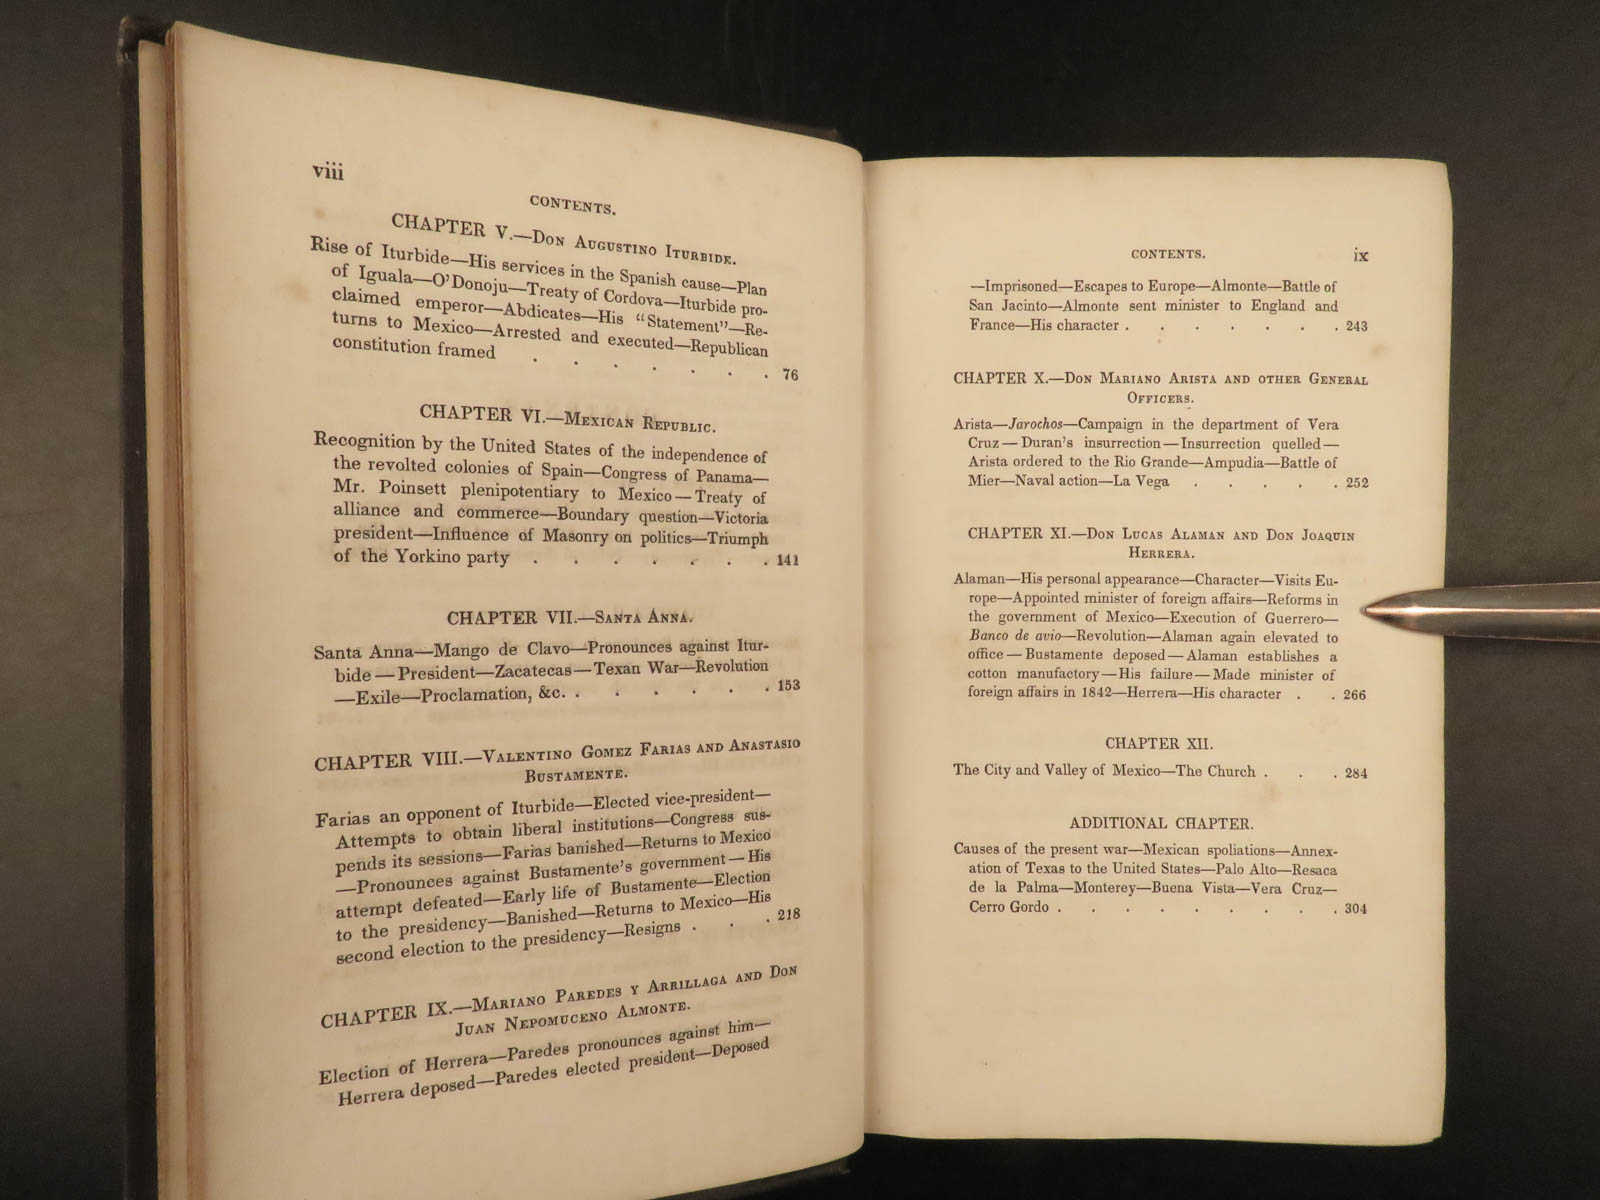 viii
CONTENTS.
CHAPTER V.—Don Augustino Iturbide.
Rise of Iturbide—His services in the Spanish cause—Plan
of Iguala—O'Donoju—Treaty of Cordova—Iturbide pro-
claimed emperor—Abdicates—His "Statement"—Re-
turns to Mexico—Arrested and executed—Republican
constitution framed . . . . . . . 76
CHAPTER VI.—Mexican Republic.
Recognition by the United States of the independence of
the revolted colonies of Spain—Congress of Panama—
Mr. Poinsett plenipotentiary to Mexico—Treaty of
alliance and commerce—Boundary question—Victoria
president—Influence of Masonry on politics—Triumph
of the Yorkino party . . . . . . . 141
CHAPTER VII.—Santa Anna.
Santa Anna—Mango de Clavo—Pronounces against Itur-
bide—President—Zacatecas—Texan War—Revolution
—Exile—Proclamation, &c. . . . . . . 153
CHAPTER VIII.—Valentino Gomez Farias and Anastasio
Bustamente.
Farias an opponent of Iturbide—Elected vice-president—
Attempts to obtain liberal institutions—Congress sus-
pends its sessions—Farias banished—Returns to Mexico
—Pronounces against Bustamente's government—His
attempt defeated—Early life of Bustamente—Election
to the presidency—Banished—Returns to Mexico—His
second election to the presidency—Resigns . . . 218
CHAPTER IX.—Mariano Paredes y Arrillaga and Don
Juan Nepomuceno Almonte.
Election of Herrera—Paredes pronounces against him—
Herrera deposed—Paredes elected president—Deposed
CONTENTS. ix
—Imprisoned—Escapes to Europe—Almonte—Battle of
San Jacinto—Almonte sent minister to England and
France—His character . . . . . . . 243
CHAPTER X.—Don Mariano Arista and other General
Officers.
Arista—Jarochos—Campaign in the department of Vera
Cruz—Duran's insurrection—Insurrection quelled—
Arista ordered to the Rio Grande—Ampudia—Battle of
Mier—Naval action—La Vega . . . . . 252
CHAPTER XI.—Don Lucas Alaman and Don Joaquin
Herrera.
Alaman—His personal appearance—Character—Visits Eu-
rope—Appointed minister of foreign affairs—Reforms in
the government of Mexico—Execution of Guerrero—
Banco de avio—Revolution—Alaman again elevated to
office—Bustamente deposed—Alaman establishes a
cotton manufactory—His failure—Made minister of
foreign affairs in 1842—Herrera—His character . . 266
CHAPTER XII.
The City and Valley of Mexico—The Church . . . 284
ADDITIONAL CHAPTER.
Causes of the present war—Mexican spoliations—Annex-
ation of Texas to the United States—Palo Alto—Resaca
de la Palma—Monterey—Buena Vista—Vera Cruz—
Cerro Gordo . . . . . . . . . 304